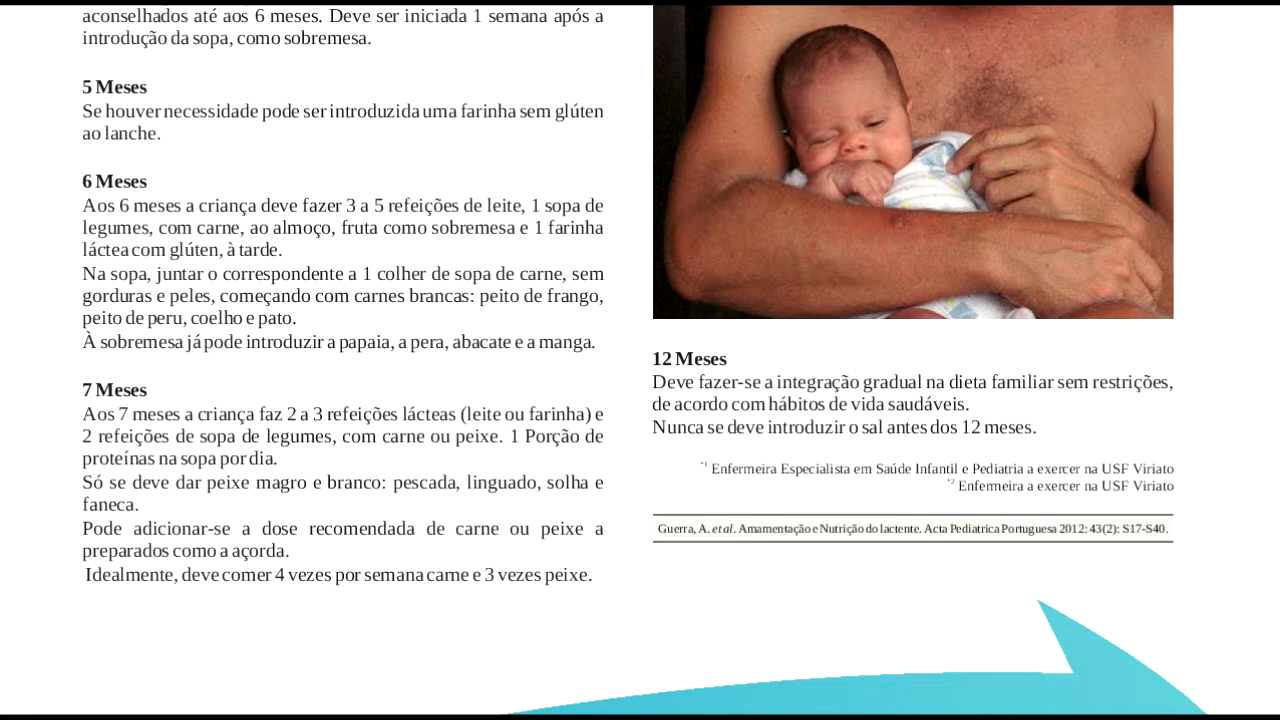 aconselhados até aos 6 meses. Deve ser iniciada 1 semana após a
introdução da sopa, como sobremesa.
5 Meses
Se houver necessidade pode ser introduzida uma farinha sem glúten
ao lanche.
6 Meses
Aos 6 meses a criança deve fazer 3 a 5 refeições de leite, 1 sopa de
legumes, com carne, ao almoço, fruta como sobremesa e 1 farinha
láctea com glúten, à tarde.
Na sopa, juntar o correspondente a 1 colher de sopa de carne, sem
gorduras e peles, começando com carnes brancas: peito de frango,
peito de peru, coelho e pato.
À sobremesa já pode introduzir a papaia, a pera, abacate e a manga.
7 Meses
Aos 7 meses a criança faz 2 a 3 refeições lácteas (leite ou farinha) e
2 refeições de sopa de legumes, com carne ou peixe. 1 Porção de
proteínas na sopa por dia.
Só se deve dar peixe magro e branco: pescada, linguado, solha e
faneca.
Pode adicionar-se a dose recomendada de carne ou peixe a
preparados como a açorda.
Idealmente, deve comer 4 vezes por semana carne e 3 vezes peixe.
12 Meses
Deve fazer-se a integração gradual na dieta familiar sem restrições,
de acordo com hábitos de vida saudáveis.
Nunca se deve introduzir o sal antes dos 12 meses.
*1 Enfermeira Especialista em Saúde Infantil e Pediatria a exercer na USF Viriato
*2 Enfermeira a exercer na USF Viriato
Guerra, A. et al. Amamentação e Nutrição do lactente. Acta Pediatrica Portuguesa 2012: 43(2): S17-S40.